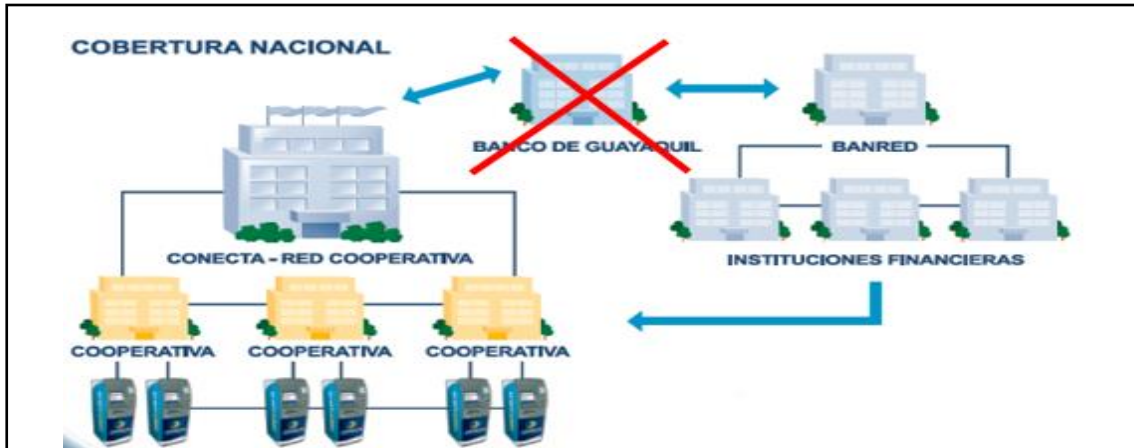 COBERTURA NACIONAL
BANCO DE GUAYAQUIL
BANRED
CONECTA - RED COOPERATIVA
INSTITUCIONES FINANCIERAS
COOPERATIVA COOPERATIVA COOPERATIVA